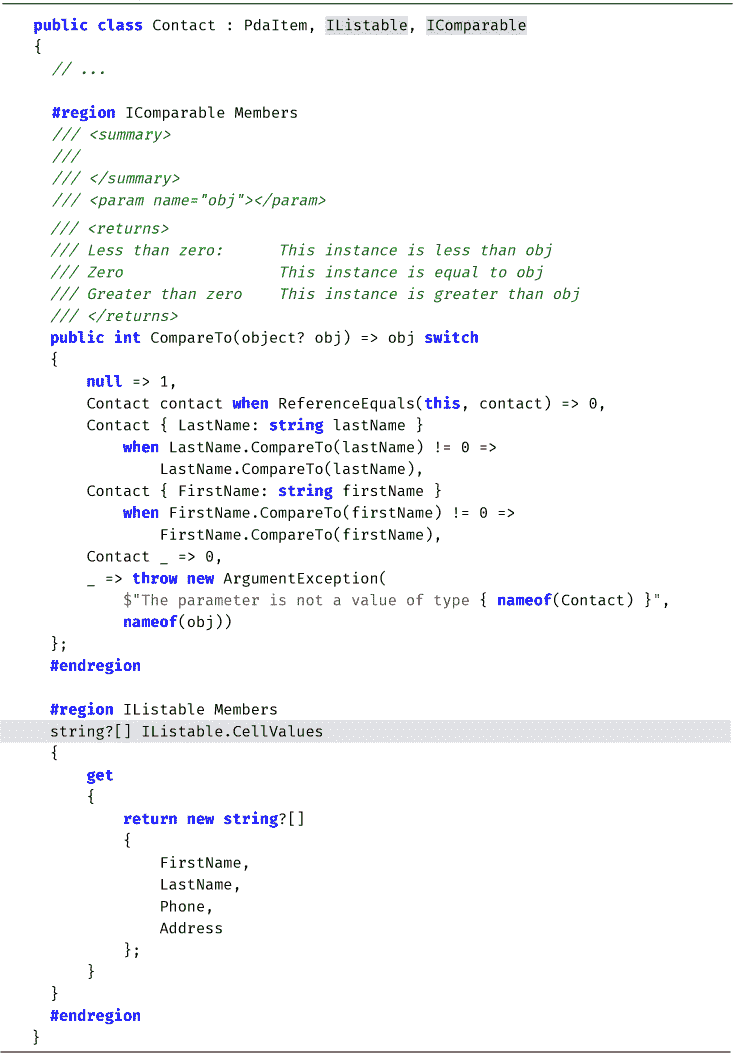 public class Contact : PdaItem, IListable, IComparable
{
  // ...

  #region IComparable Members
  /// <summary>
  ///
  /// </summary>
  /// <param name="obj"></param>
  /// <returns>
  /// Less than zero:      This instance is less than obj
  /// Zero                 This instance is equal to obj
  /// Greater than zero    This instance is greater than obj
  /// </returns>
  public int CompareTo(object? obj) => obj switch
  {
      null => 1,
      Contact contact when ReferenceEquals(this, contact) => 0,
      Contact { LastName: string lastName }
          when LastName.CompareTo(lastName) != 0 =>
              LastName.CompareTo(lastName),
      Contact { FirstName: string firstName }
          when FirstName.CompareTo(firstName) != 0 =>
              FirstName.CompareTo(firstName),
      Contact _ => 0,
      _ => throw new ArgumentException(
          $"The parameter is not a value of type { nameof(Contact) }",
          nameof(obj))
  };
  #endregion

  #region IListable Members
  string?[] IListable.CellValues
  {
      get
      {
          return new string?[]
          {
              FirstName,
              LastName,
              Phone,
              Address
          };
      }
  }
  #endregion
}